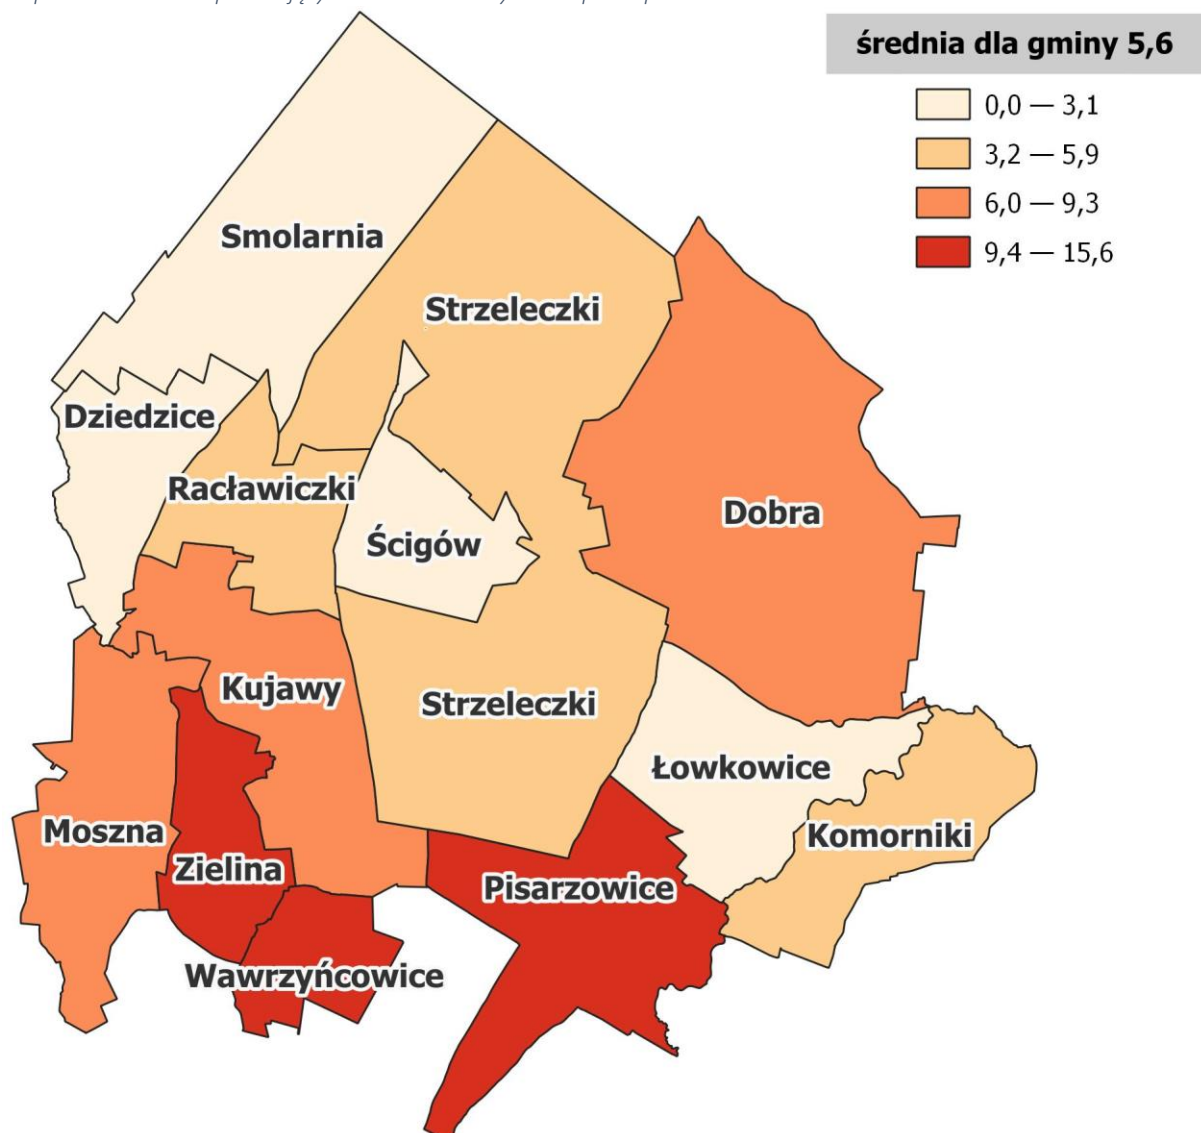 średnia dla gminy 5,6
0,0 — 3,1
3,2 — 5,9
6,0 — 9,3
9,4 — 15,6
Smolarnia
Strzeleczki
Dziedzice
Racławiczki
Dobra
Ścigów
Kujawy
Strzeleczki
Łowkowice
Moszna
Komorniki
Zielina
Pisarzowice
Wawrzyńcowice